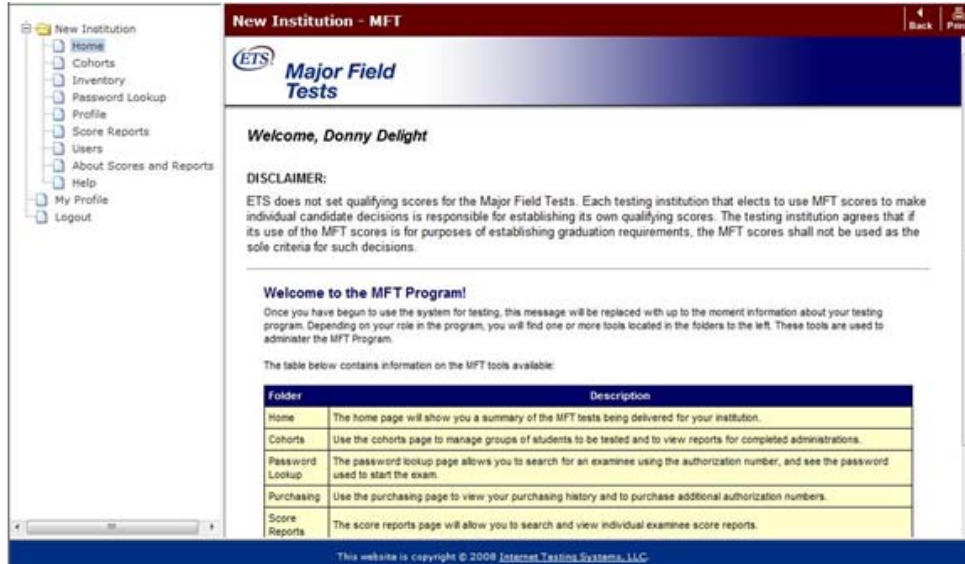 New Institution
Home
Cohorts
Inventory
Password Lookup
Profile
Score Reports
Users
About Scores and Reports
Help
My Profile
Logout
New Institution - MFT
Back
Prin
ETS
Major Field
Tests
Welcome, Donny Delight
DISCLAIMER:
ETS does not set qualifying scores for the Major Field Tests. Each testing institution that elects to use MFT scores to make
individual candidate decisions is responsible for establishing its own qualifying scores. The testing institution agrees that if
its use of the MFT scores is for purposes of establishing graduation requirements, the MFT scores shall not be used as the
sole criteria for such decisions.
Welcome to the MFT Program!
Once you have begun to use the system for testing, this message will be replaced with up to the moment information about your testing
program. Depending on your role in the program, you will find one or more tools located in the folders to the left. These tools are used to
administer the MFT Program.
The table below contains information on the MFT tools available:
Folder Description
Home The home page will show you a summary of the MFT tests being delivered for your institution.
Cohorts Use the cohorts page to manage groups of students to be tested and to view reports for completed administrations.
Password Lookup The password lookup page allows you to search for an examinee using the authorization number, and see the password
used to start the exam.
Purchasing Use the purchasing page to view your purchasing history and to purchase additional authorization numbers.
Score Reports The score reports page will allow you to search and view individual examinee score reports.
This website is copyright © 2008 Internet Testing Systems, LLC.